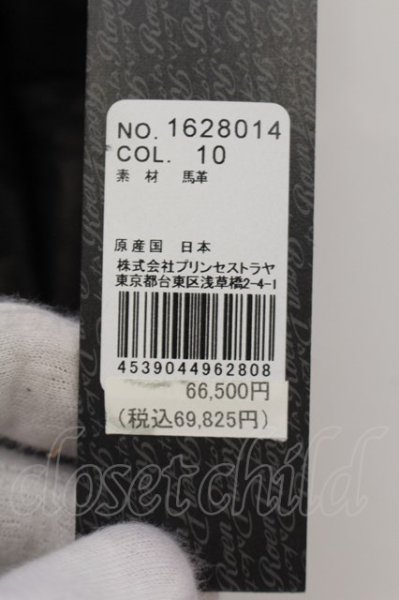 NO. 1628014
COL. 10
素 材 馬革
原産国 日本
株式会社プリンセストラヤ
東京都台東区浅草橋2-4-1
4539044962808
66,500円
(税込69,825円)
closetchild